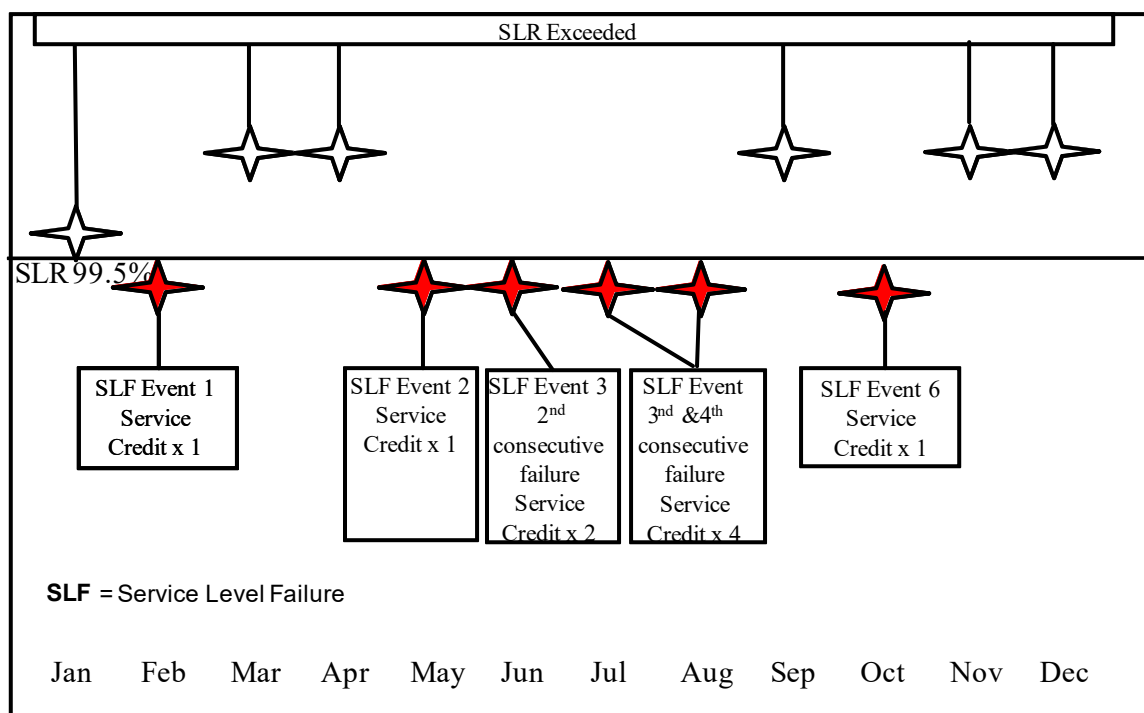 SLR Exceeded
SLR 99.5%
SLF Event 1
Service
Credit x 1
SLF Event 2
Service
Credit x 1
SLF Event 3
2nd
consecutive
failure
Service
Credit x 2
SLF Event
3nd &4th
consecutive
failure
Service
Credit x 4
SLF Event 6
Service
Credit x 1
SLF = Service Level Failure
Jan Feb Mar Apr May Jun Jul Aug Sep Oct Nov Dec